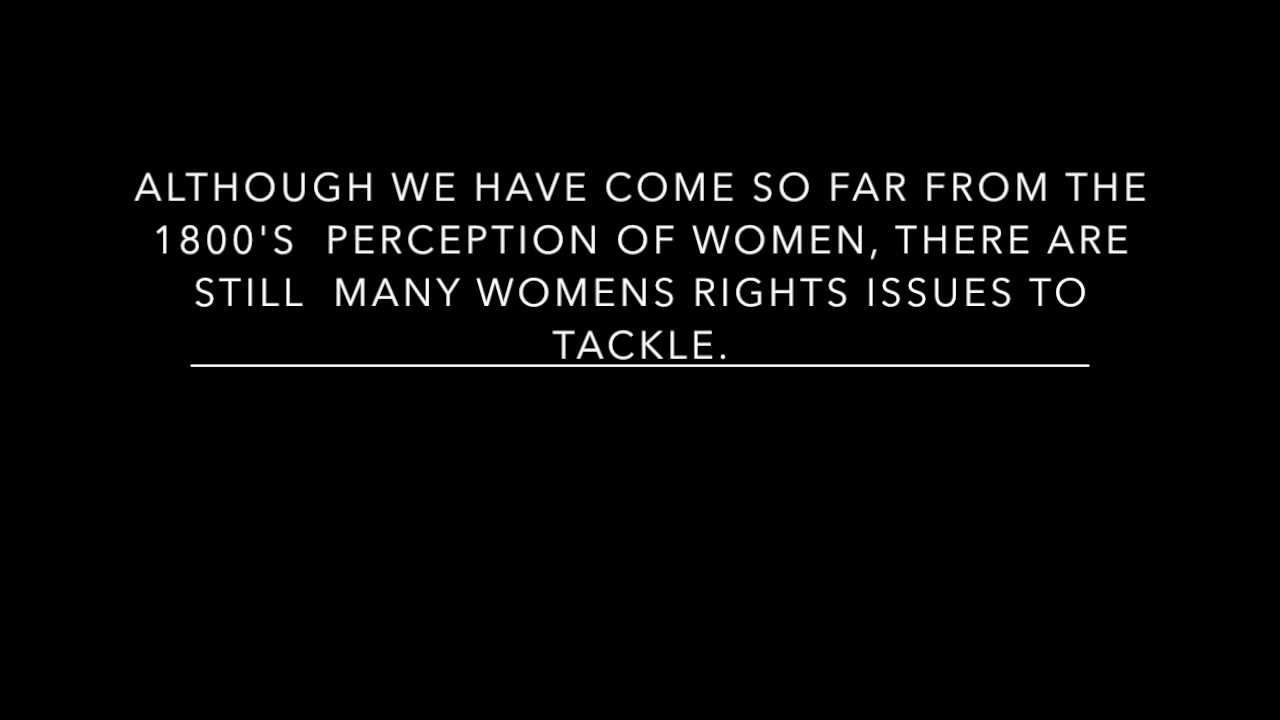 ALTHOUGH WE HAVE COME SO FAR FROM THE
1800'S  PERCEPTION OF WOMEN, THERE ARE
STILL  MANY WOMENS RIGHTS ISSUES TO
TACKLE.